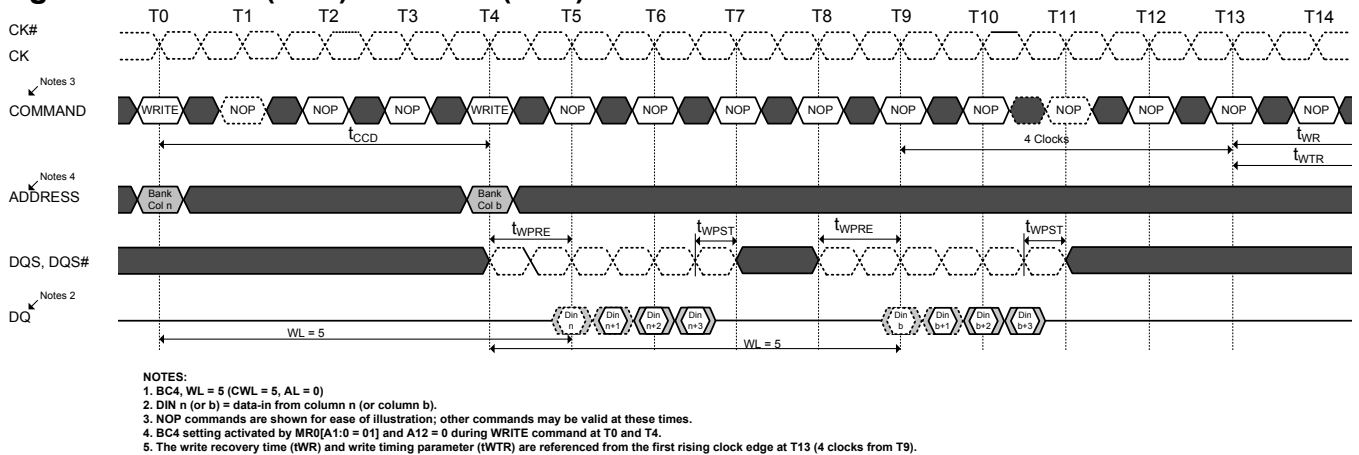 T0 T1 T2 T3 T4 T5 T6 T7 T8 T9 T10 T11 T12 T13 T14
CK#
CK
Notes 3
COMMAND
WRITE NOP NOP NOP WRITE NOP NOP NOP NOP NOP NOP NOP NOP NOP NOP
tCCD
4 Clocks
tWR
tWTR
Notes 4
ADDRESS
Bank
Col n
Bank
Col b
tWPRE tWPST tWPRE tWPST
DQS, DQS#
Notes 2
DQ
Din
n
Din
n+1
Din
n+2
Din
n+3
Din
b
Din
b+1
Din
b+2
Din
b+3
WL = 5
WL = 5
NOTES:
1. BC4, WL = 5 (CWL = 5, AL = 0)
2. DIN n (or b) = data-in from column n (or column b).
3. NOP commands are shown for ease of illustration; other commands may be valid at these times.
4. BC4 setting activated by MR0[A1:0 = 01] and A12 = 0 during WRITE command at T0 and T4.
5. The write recovery time (tWR) and write timing parameter (tWTR) are referenced from the first rising clock edge at T13 (4 clocks from T9).